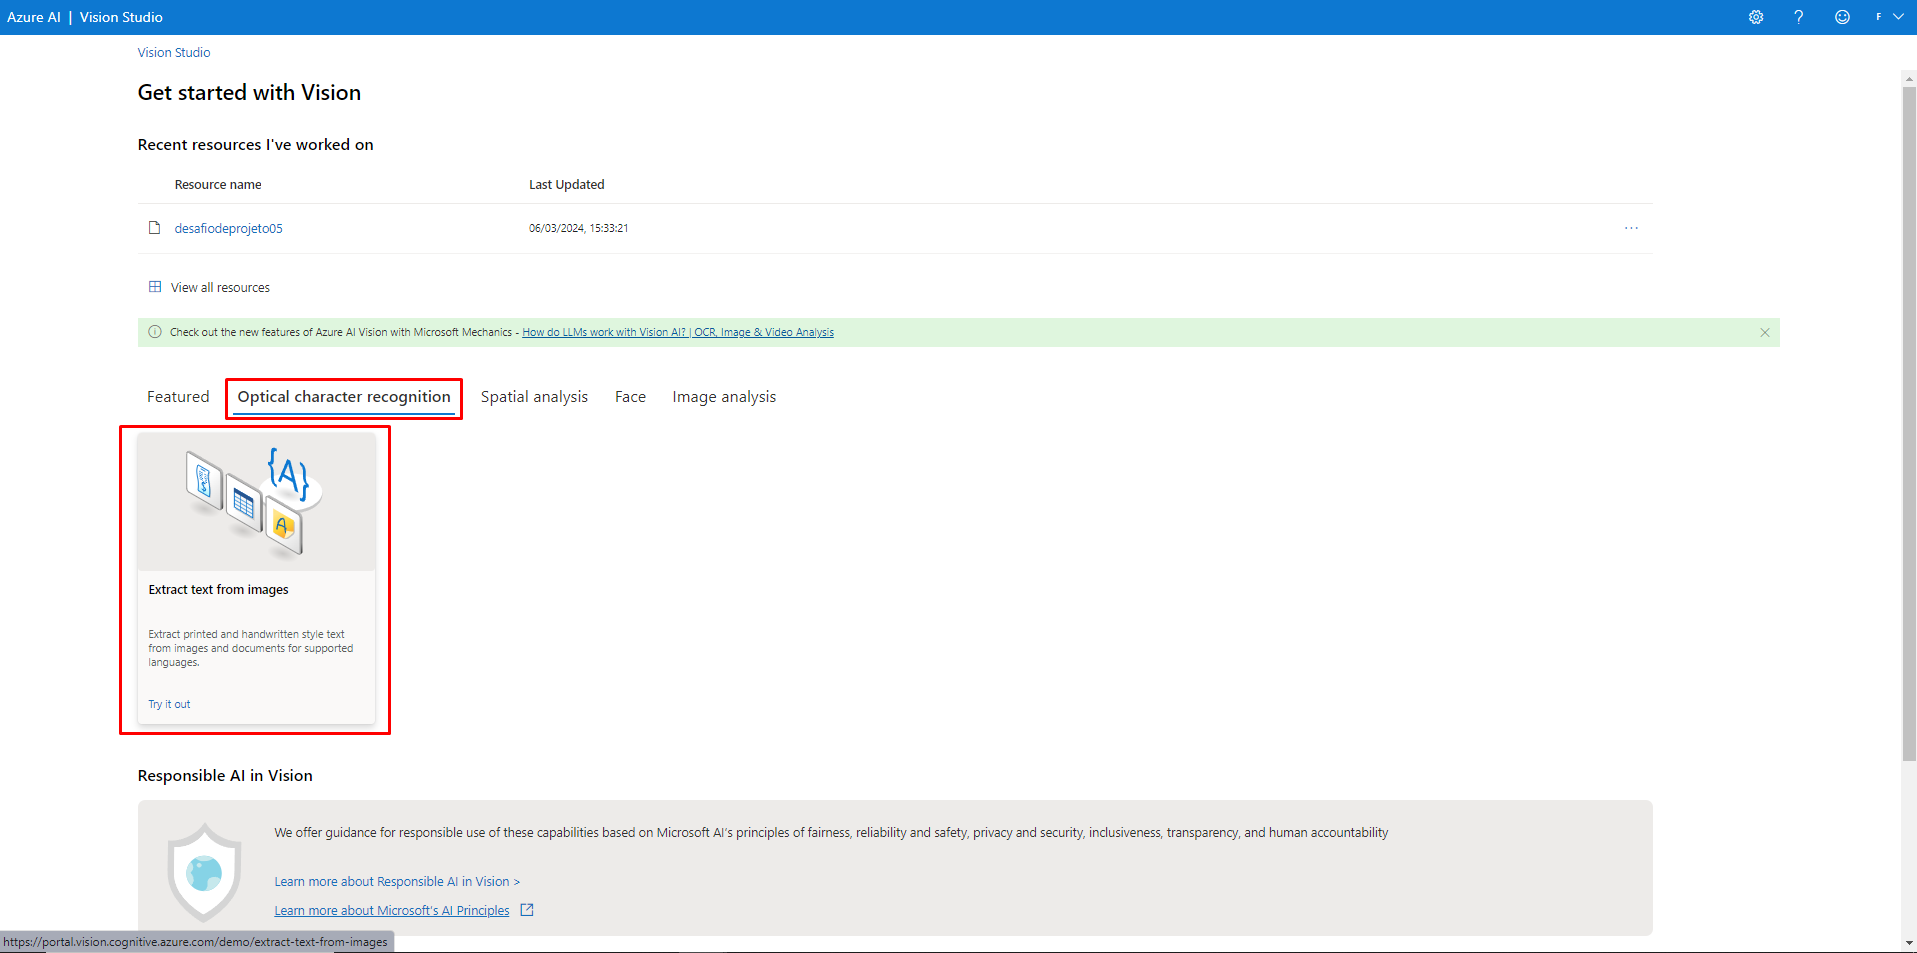 Azure AI | Vision Studio
F
Vision Studio
Get started with Vision
Recent resources I've worked on
Resource name Last Updated
desafiodeprojeto05 06/03/2024, 15:33:21 ...
View all resources
Check out the new features of Azure AI Vision with Microsoft Mechanics - How do LLMs work with Vision AI? | OCR, Image & Video Analysis
Featured Optical character recognition Spatial analysis Face Image analysis
{A}
A
Extract text from images
Extract printed and handwritten style text
from images and documents for supported
languages.
Try it out
Responsible AI in Vision
We offer guidance for responsible use of these capabilities based on Microsoft AI's principles of fairness, reliability and safety, privacy and security, inclusiveness, transparency, and human accountability
Learn more about Responsible AI in Vision >
Learn more about Microsoft's AI Principles
https://portal.vision.cognitive.azure.com/demo/extract-text-from-images